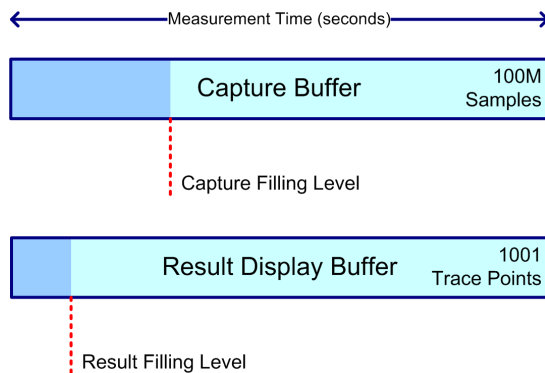 Measurement Time (seconds)
Capture Buffer
100M
Samples
Capture Filling Level
Result Display Buffer
1001
Trace Points
Result Filling Level